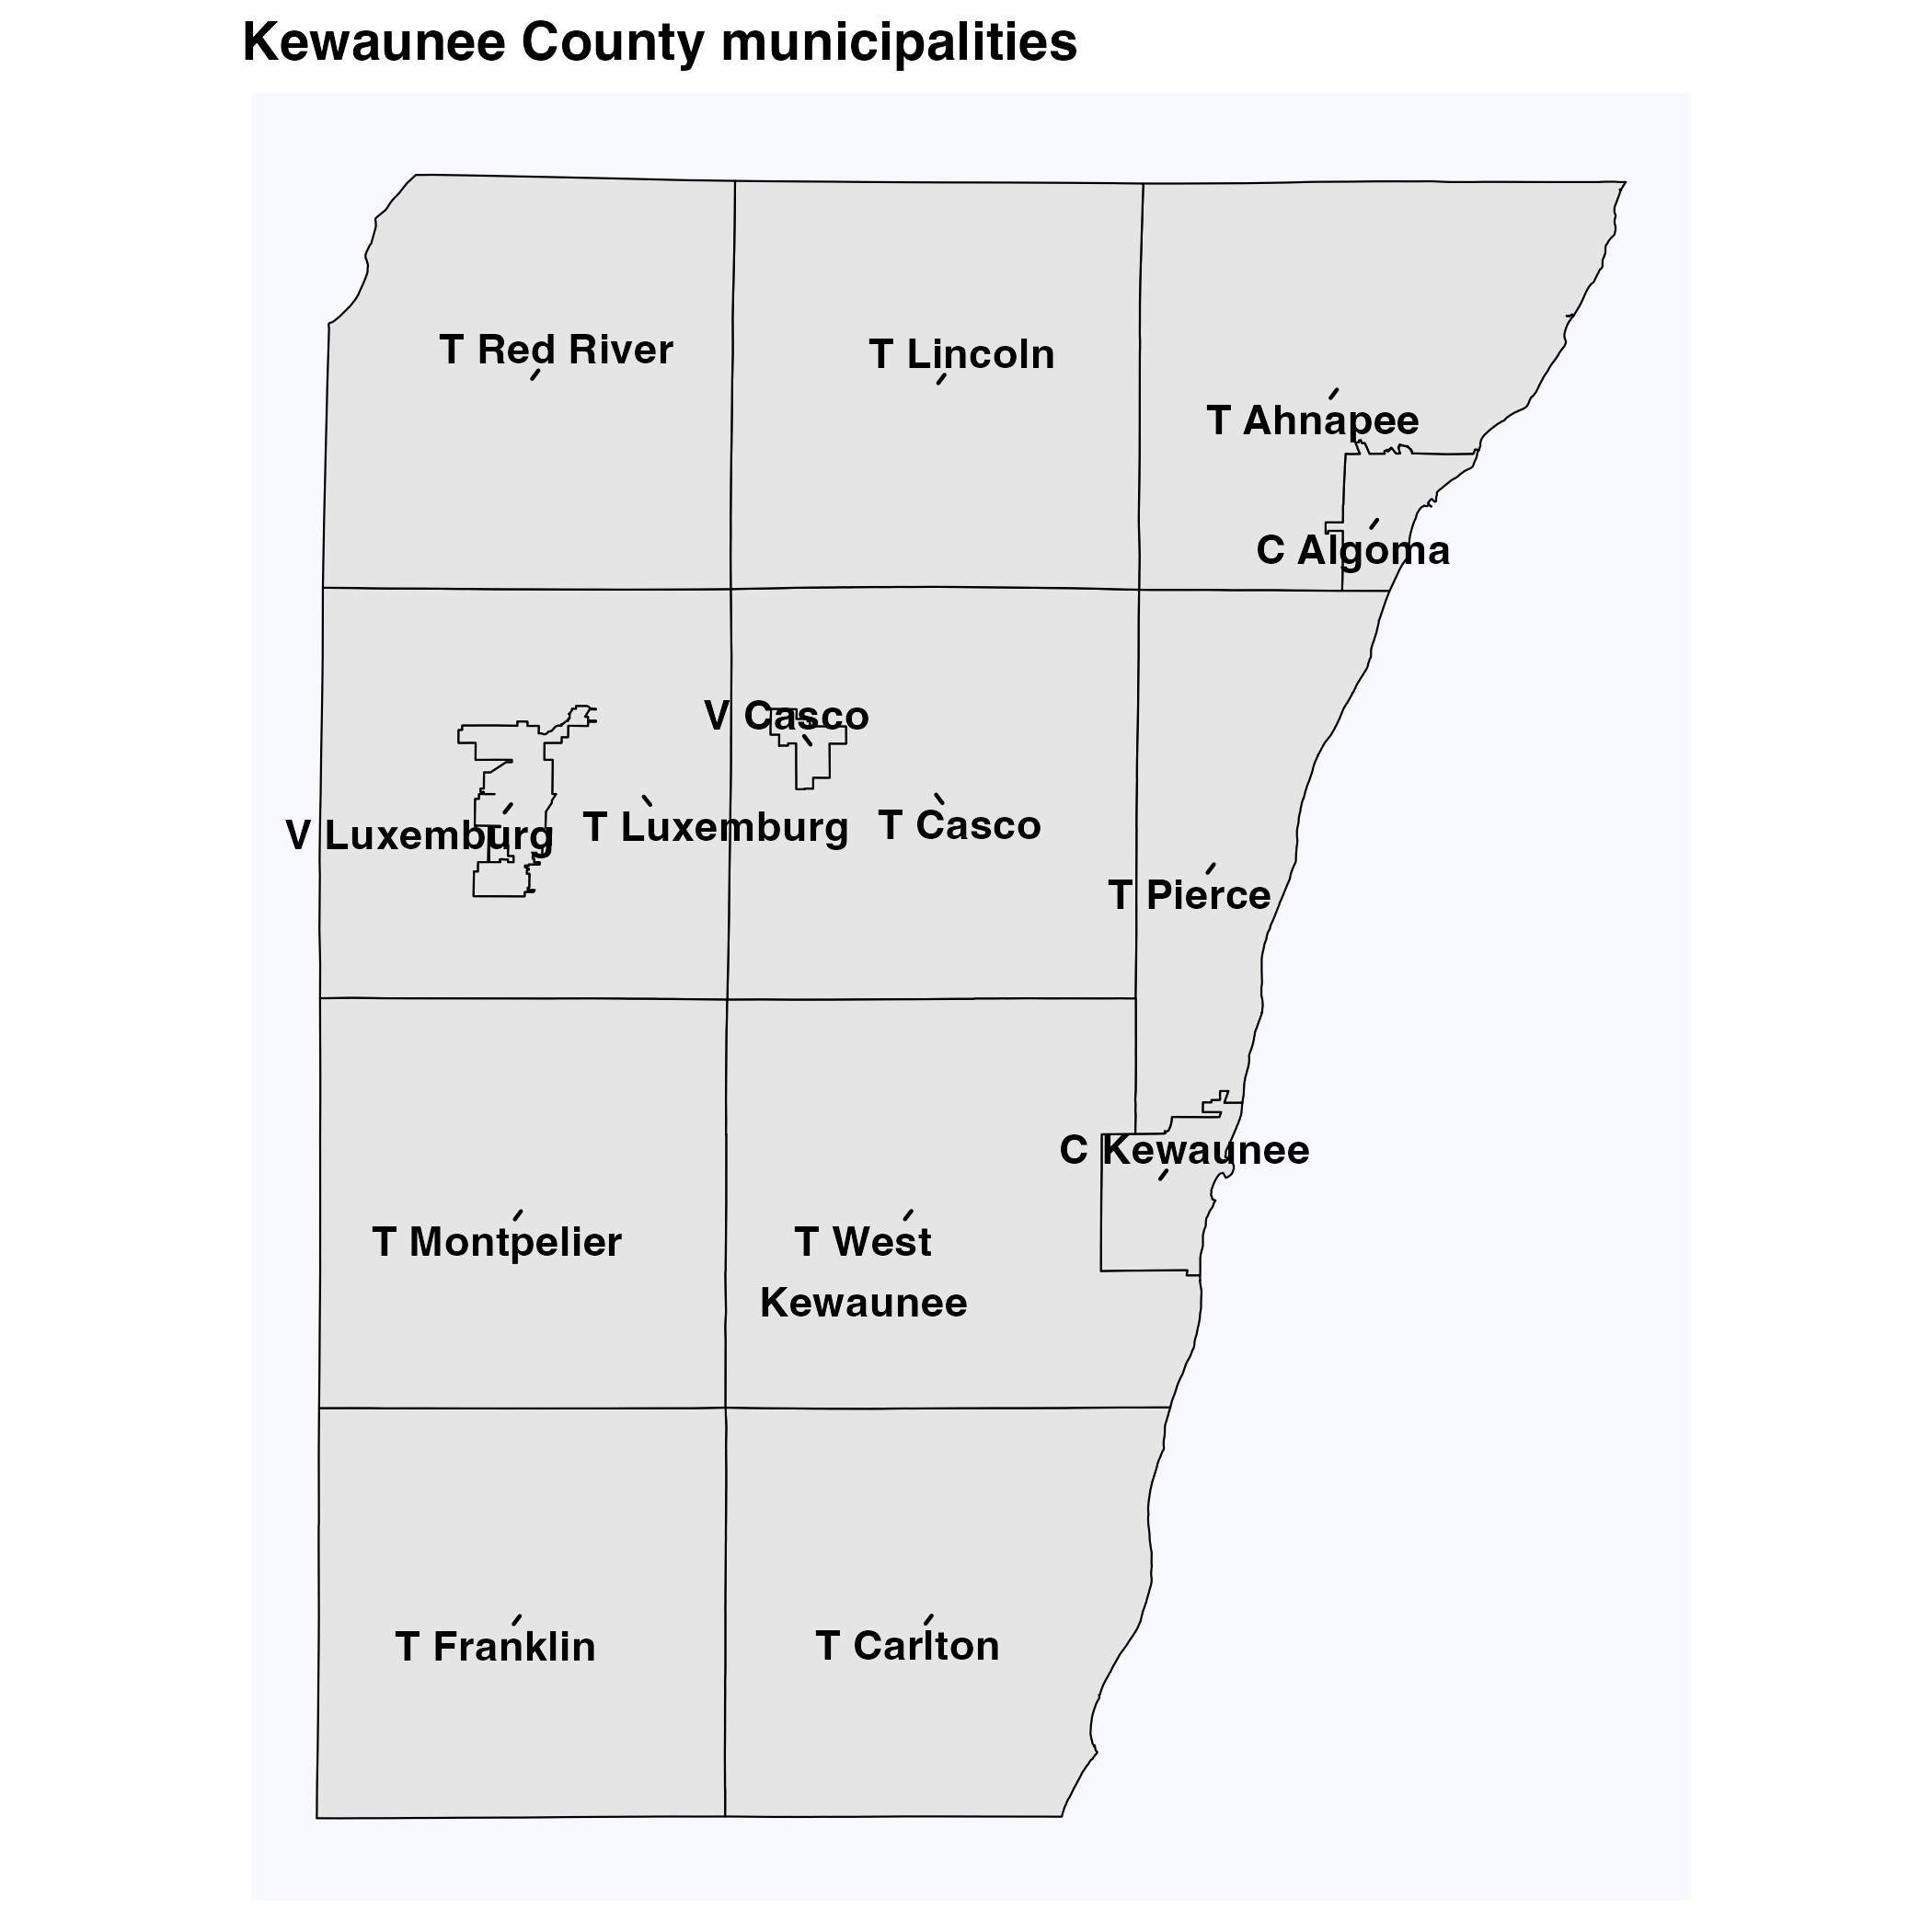 Kewaunee County municipalities
T Red River
T Lincoln
T Ahnapee
C Algoma
V Casco
V Luxemburg
T Luxemburg
T Casco
T Pierce
C Kewaunee
T Montpelier
T West
Kewaunee
T Franklin
T Carlton